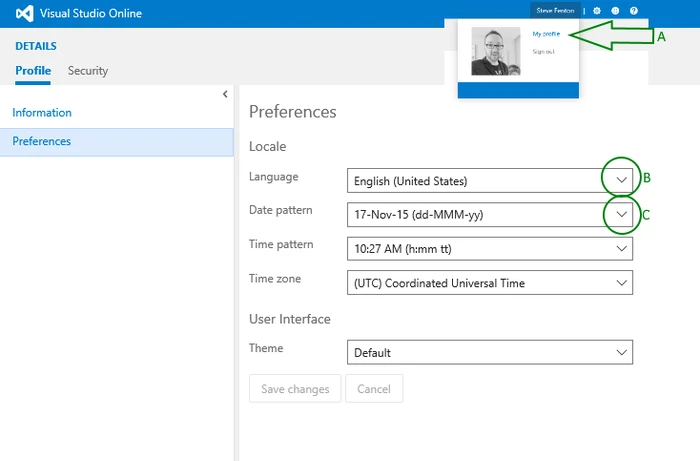 Visual Studio Online
Steve Fenton
My profile
A
Sign out
DETAILS
Profile Security
Information
Preferences
Preferences
Locale
Language English (United States) B
Date pattern 17-Nov-15 (dd-MMM-yy) C
Time pattern 10:27 AM (h:mm tt)
Time zone (UTC) Coordinated Universal Time
User Interface
Theme Default
Save changes Cancel